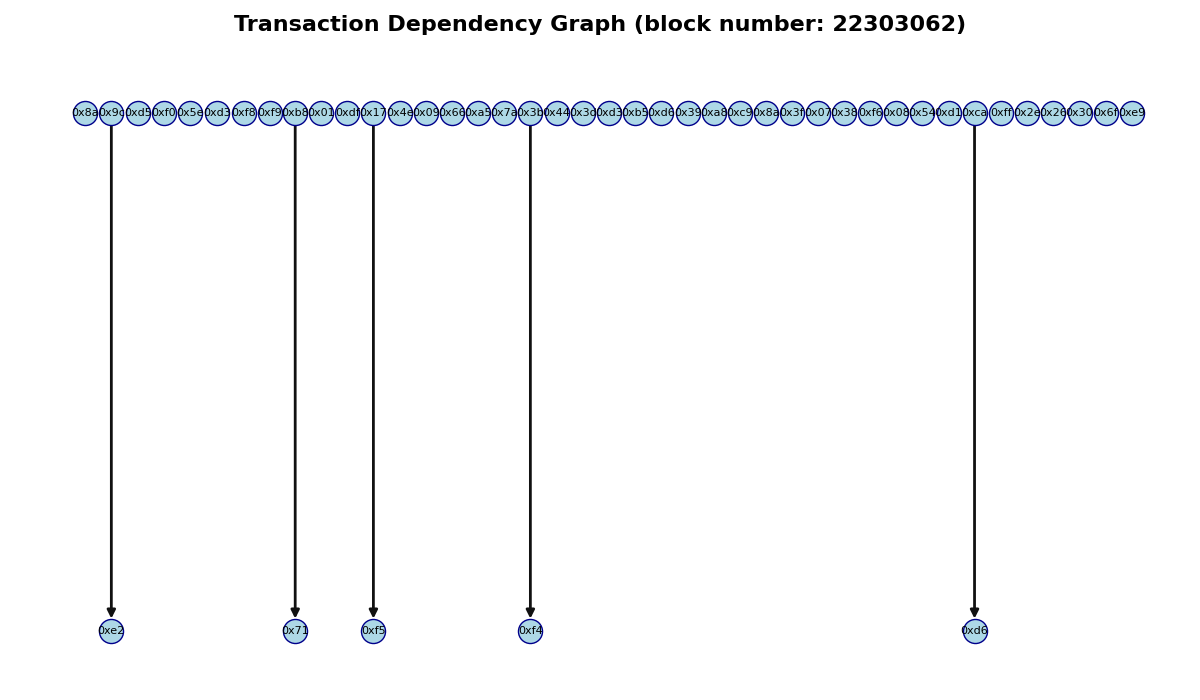 Transaction Dependency Graph (block number: 22303062)
0x8a 0x9c 0xd5 0xf0 0x5e 0xd3 0xf8 0xf9 0xb8 0x01 0xdf 0x17 0x4e 0x09 0x66 0xa5 0x7a 0x3b 0x44 0x3c 0xd3 0xb5 0xd6 0x39 0xa8 0xc9 0x8a 0x3f 0x07 0x38 0xf6 0x08 0x54 0xd1 0xca 0xff 0x2e 0x26 0x30 0x6f 0xe9
0xe2 0x71 0xf5 0xf4 0xd6